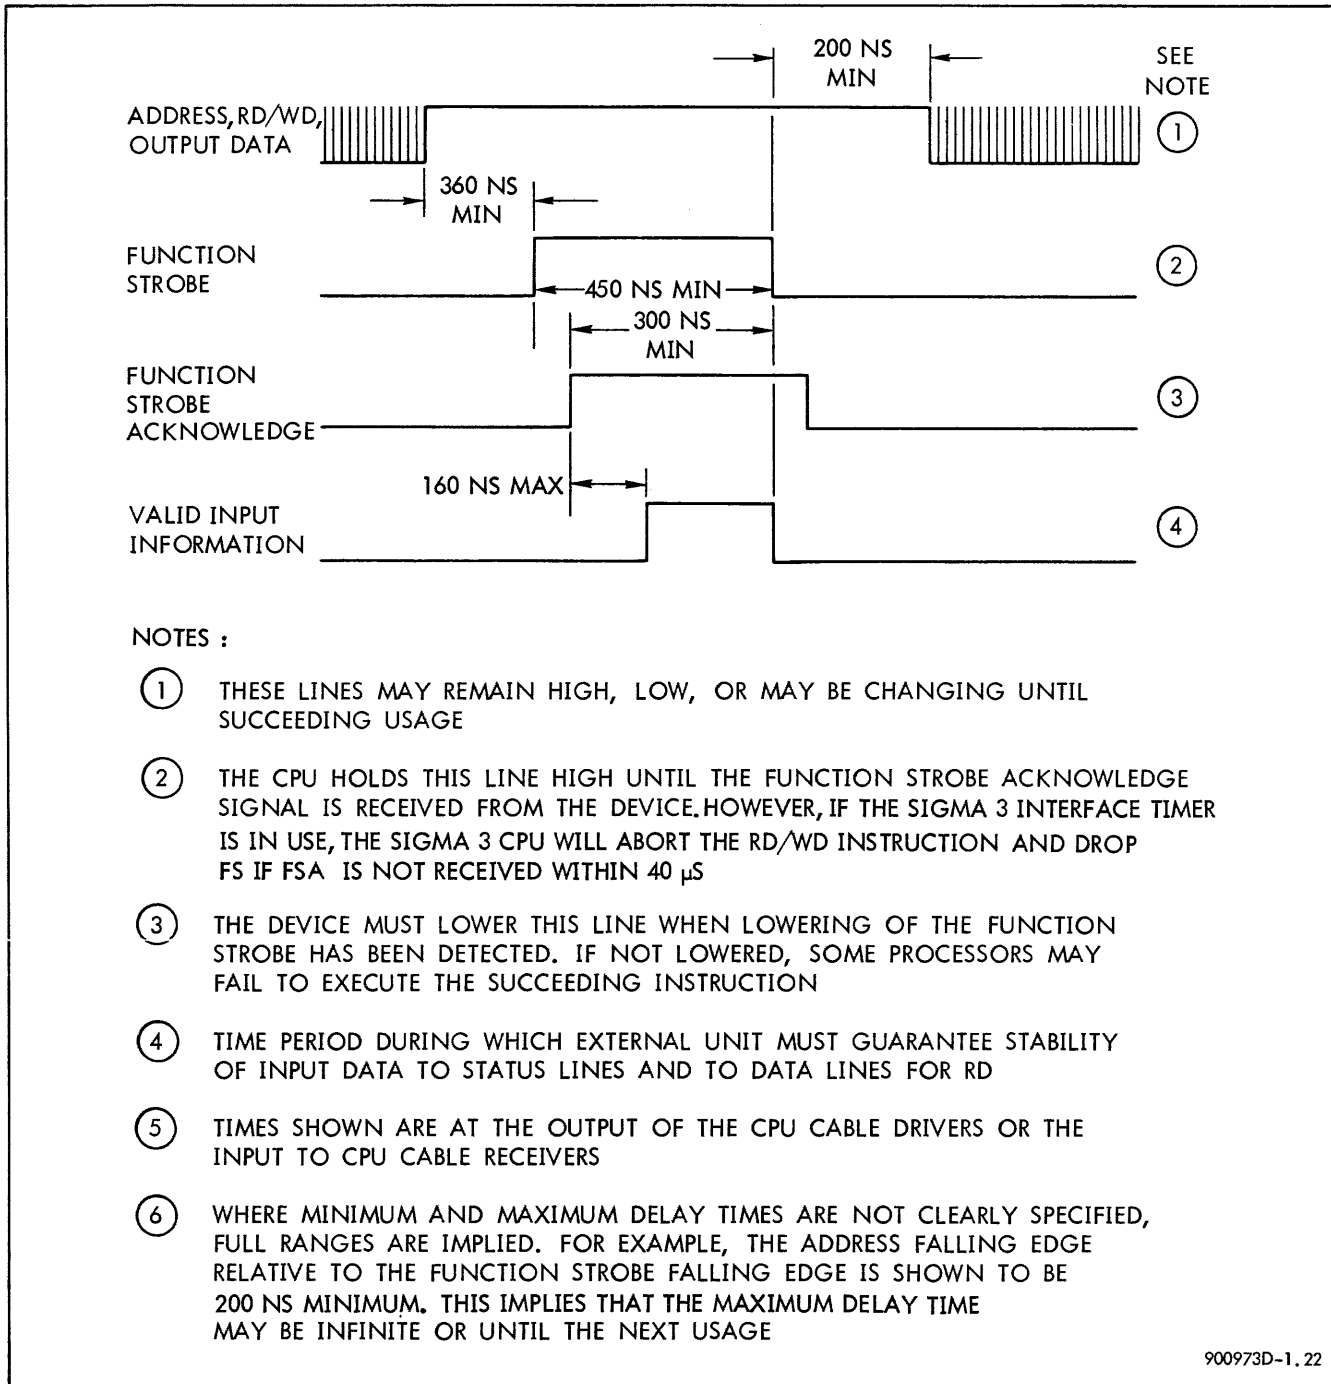 200 NS
MIN
SEE
NOTE
ADDRESS, RD/WD,
OUTPUT DATA
1
360 NS
MIN
FUNCTION
STROBE
2
450 NS MIN
300 NS
MIN
FUNCTION
STROBE
ACKNOWLEDGE
3
160 NS MAX
VALID INPUT
INFORMATION
4
NOTES :
1 THESE LINES MAY REMAIN HIGH, LOW, OR MAY BE CHANGING UNTIL
SUCCEEDING USAGE
2 THE CPU HOLDS THIS LINE HIGH UNTIL THE FUNCTION STROBE ACKNOWLEDGE
SIGNAL IS RECEIVED FROM THE DEVICE. HOWEVER, IF THE SIGMA 3 INTERFACE TIMER
IS IN USE, THE SIGMA 3 CPU WILL ABORT THE RD/WD INSTRUCTION AND DROP
FS IF FSA IS NOT RECEIVED WITHIN 40 µS
3 THE DEVICE MUST LOWER THIS LINE WHEN LOWERING OF THE FUNCTION
STROBE HAS BEEN DETECTED. IF NOT LOWERED, SOME PROCESSORS MAY
FAIL TO EXECUTE THE SUCCEEDING INSTRUCTION
4 TIME PERIOD DURING WHICH EXTERNAL UNIT MUST GUARANTEE STABILITY
OF INPUT DATA TO STATUS LINES AND TO DATA LINES FOR RD
5 TIMES SHOWN ARE AT THE OUTPUT OF THE CPU CABLE DRIVERS OR THE
INPUT TO CPU CABLE RECEIVERS
6 WHERE MINIMUM AND MAXIMUM DELAY TIMES ARE NOT CLEARLY SPECIFIED,
FULL RANGES ARE IMPLIED. FOR EXAMPLE, THE ADDRESS FALLING EDGE
RELATIVE TO THE FUNCTION STROBE FALLING EDGE IS SHOWN TO BE
200 NS MINIMUM. THIS IMPLIES THAT THE MAXIMUM DELAY TIME
MAY BE INFINITE OR UNTIL THE NEXT USAGE
900973D-1.22